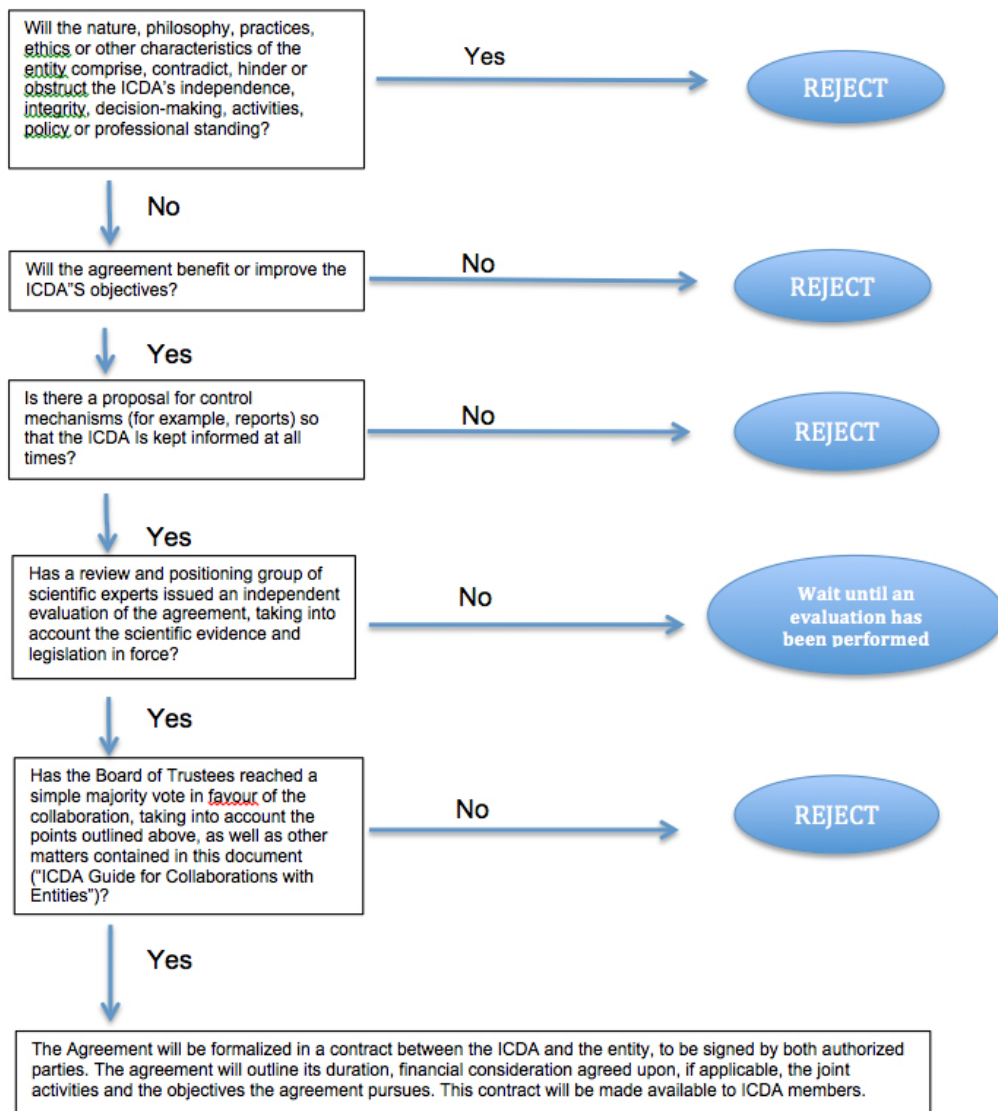 Will the nature, philosophy, practices,
ethics or other characteristics of the
entity comprise, contradict, hinder or
obstruct the ICDA's independence,
integrity, decision-making, activities,
policy or professional standing?
Yes
REJECT
No
Will the agreement benefit or improve the
ICDA"S objectives?
No
REJECT
Yes
Is there a proposal for control
mechanisms (for example, reports) so
that the ICDA Is kept informed at all
times?
No
REJECT
Yes
Has a review and positioning group of
scientific experts issued an independent
evaluation of the agreement, taking into
account the scientific evidence and
legislation in force?
No
Wait until an
evaluation has
been performed
Yes
Has the Board of Trustees reached a
simple majority vote in favour of the
collaboration, taking into account the
points outlined above, as well as other
matters contained in this document
("ICDA Guide for Collaborations with
Entities")?
No
REJECT
Yes
The Agreement will be formalized in a contract between the ICDA and the entity, to be signed by both authorized
parties. The agreement will outline its duration, financial consideration agreed upon, if applicable, the joint
activities and the objectives the agreement pursues. This contract will be made available to ICDA members.